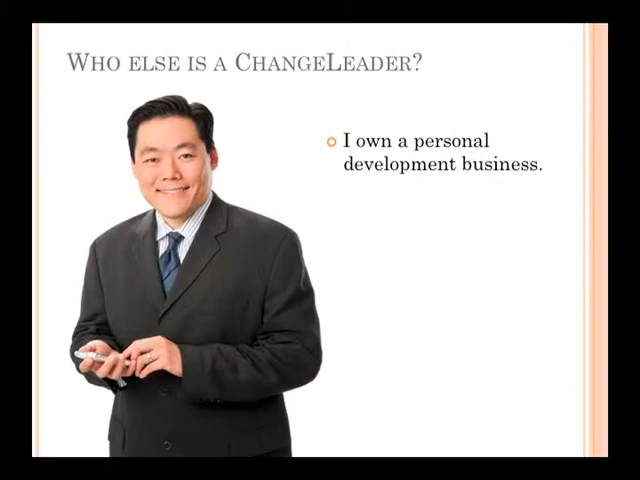 WHO ELSE IS A CHANGELEADER?
I own a personal
development business.